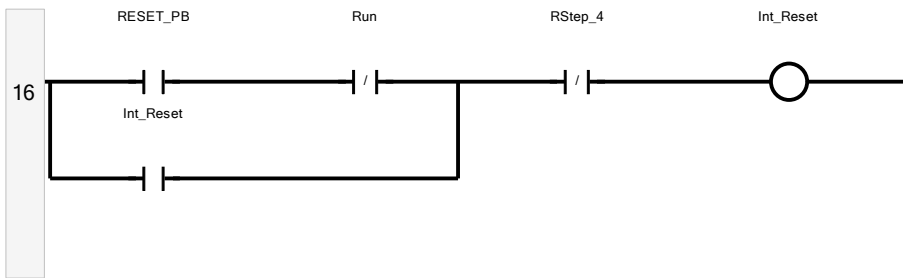 RESET_PB Run RStep_4 Int_Reset
16
/ / 
Int_Reset